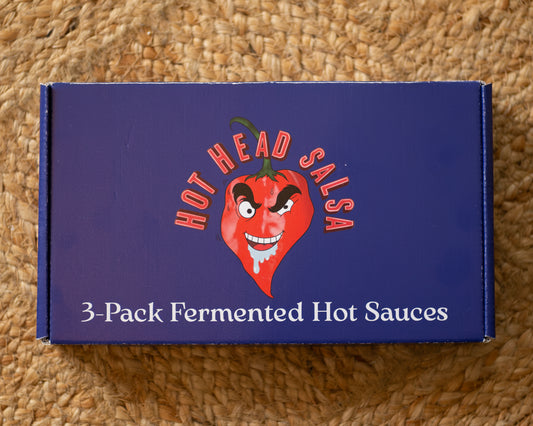 HOT HEAD SALSA
3-Pack Fermented Hot Sauces